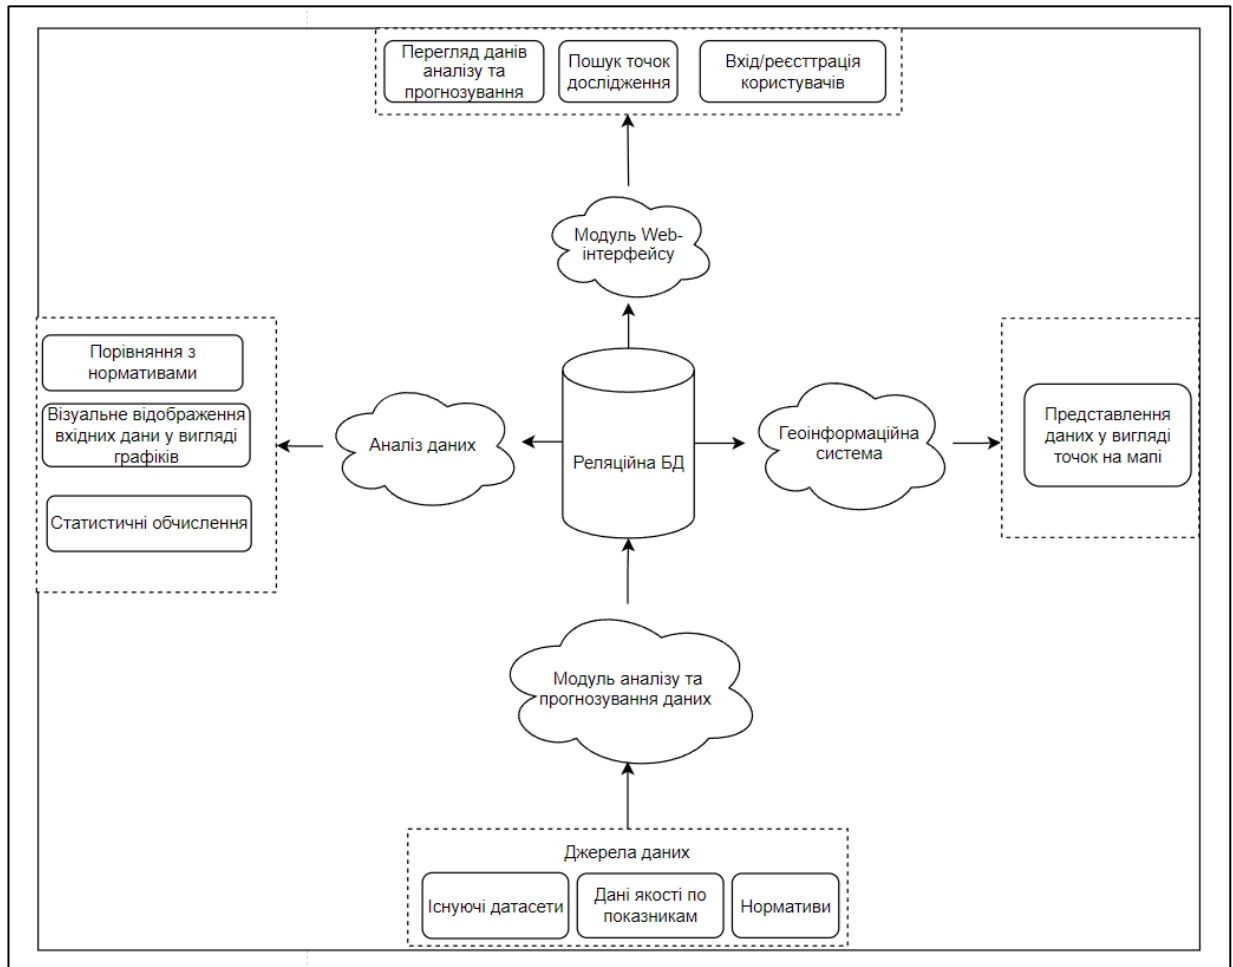 Перегляд данів
аналізу та
прогнозування
Пошук точок
дослідження
Вхід/реєсттрація
користувачів
Модуль Web-
інтерфейсу
Порівняння з
нормативами
Візуальне відображення
вхідних дани у вигляді
графіків
Статистичні обчислення
Аналіз даних
Реляційна БД
Геоінформаційна
система
Представлення
даних у вигляді
точок на мапі
Модуль аналізу та
прогнозування даних
Джерела даних
Існуючі датасети
Дані якості по
показникам
Нормативи